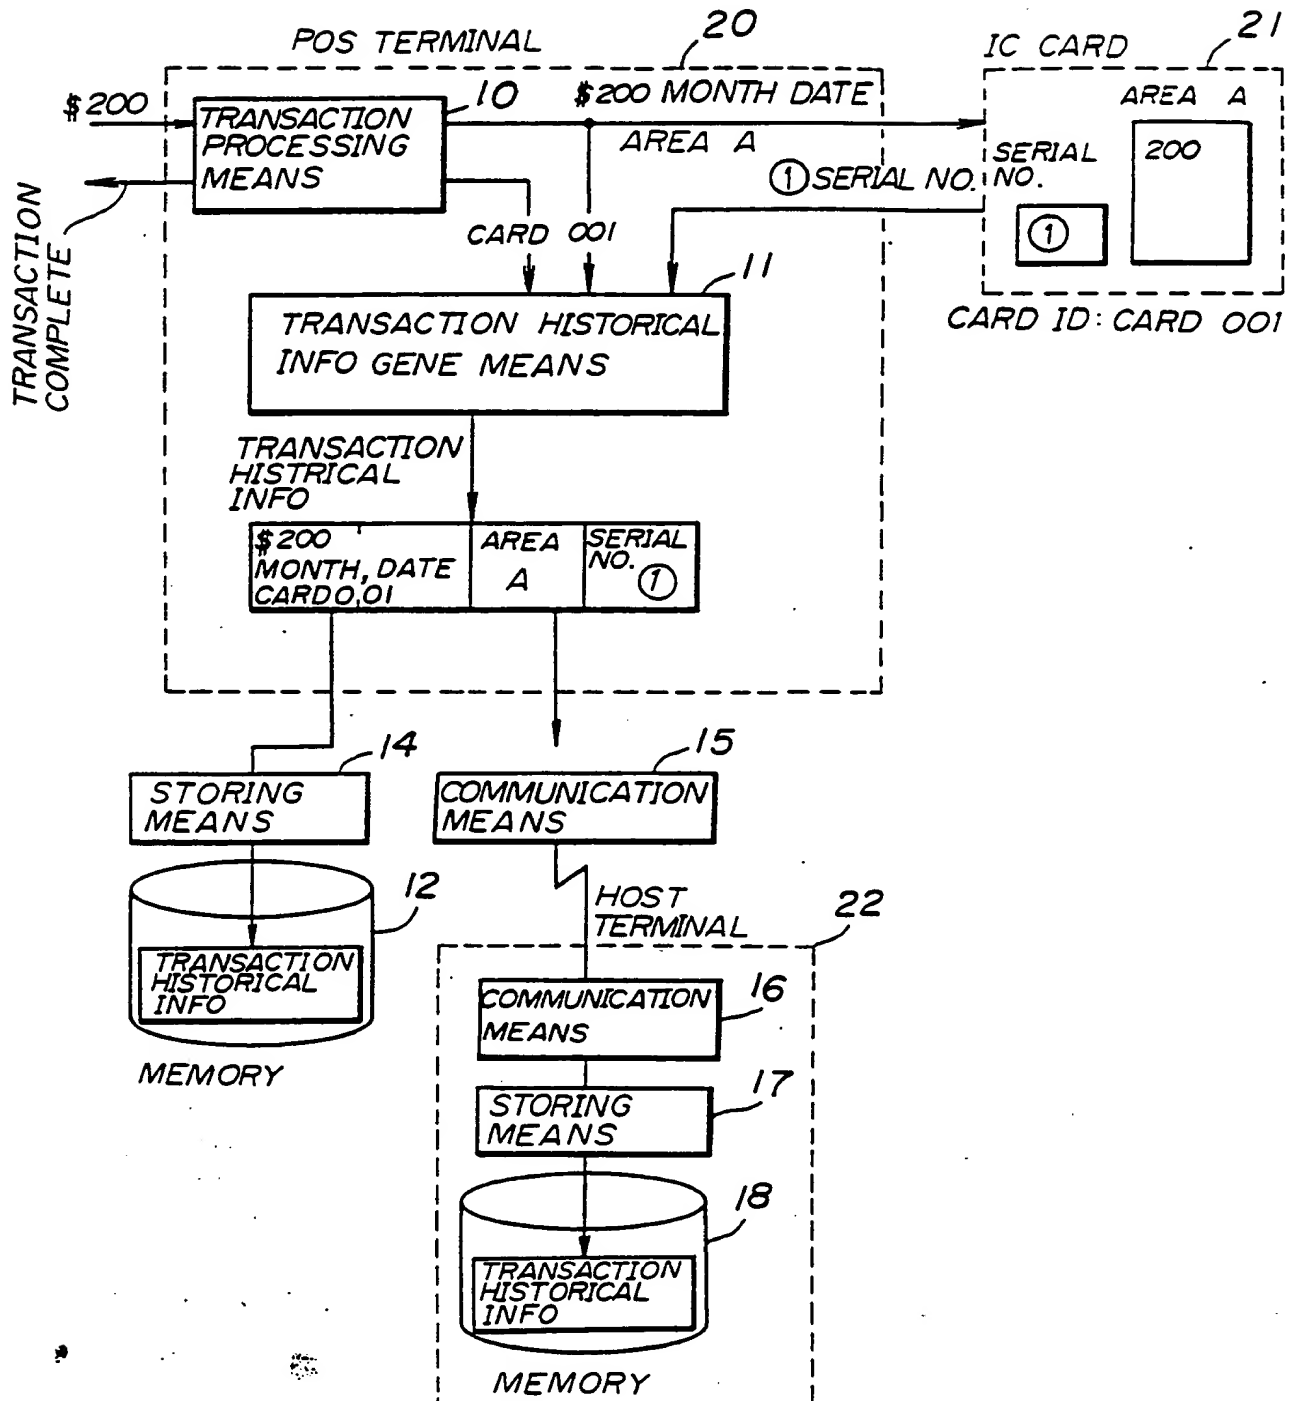 POS TERMINAL
20
IC CARD
21
$200
TRANSACTION
PROCESSING
MEANS
10
$200 MONTH DATE
AREA A
① SERIAL NO.
AREA A
200
SERIAL
NO.
①
CARD ID: CARD 001
TRANSACTION
COMPLETE
CARD 001
11
TRANSACTION HISTORICAL
INFO GENE MEANS
TRANSACTION
HISTRICAL
INFO
$200
MONTH, DATE
CARD 0,01
AREA
A
SERIAL
NO.
①
14
STORING
MEANS
15
COMMUNICATION
MEANS
12
TRANSACTION
HISTORICAL
INFO
MEMORY
HOST
TERMINAL
22
COMMUNICATION
MEANS
16
STORING
MEANS
17
18
TRANSACTION
HISTORICAL
INFO
MEMORY